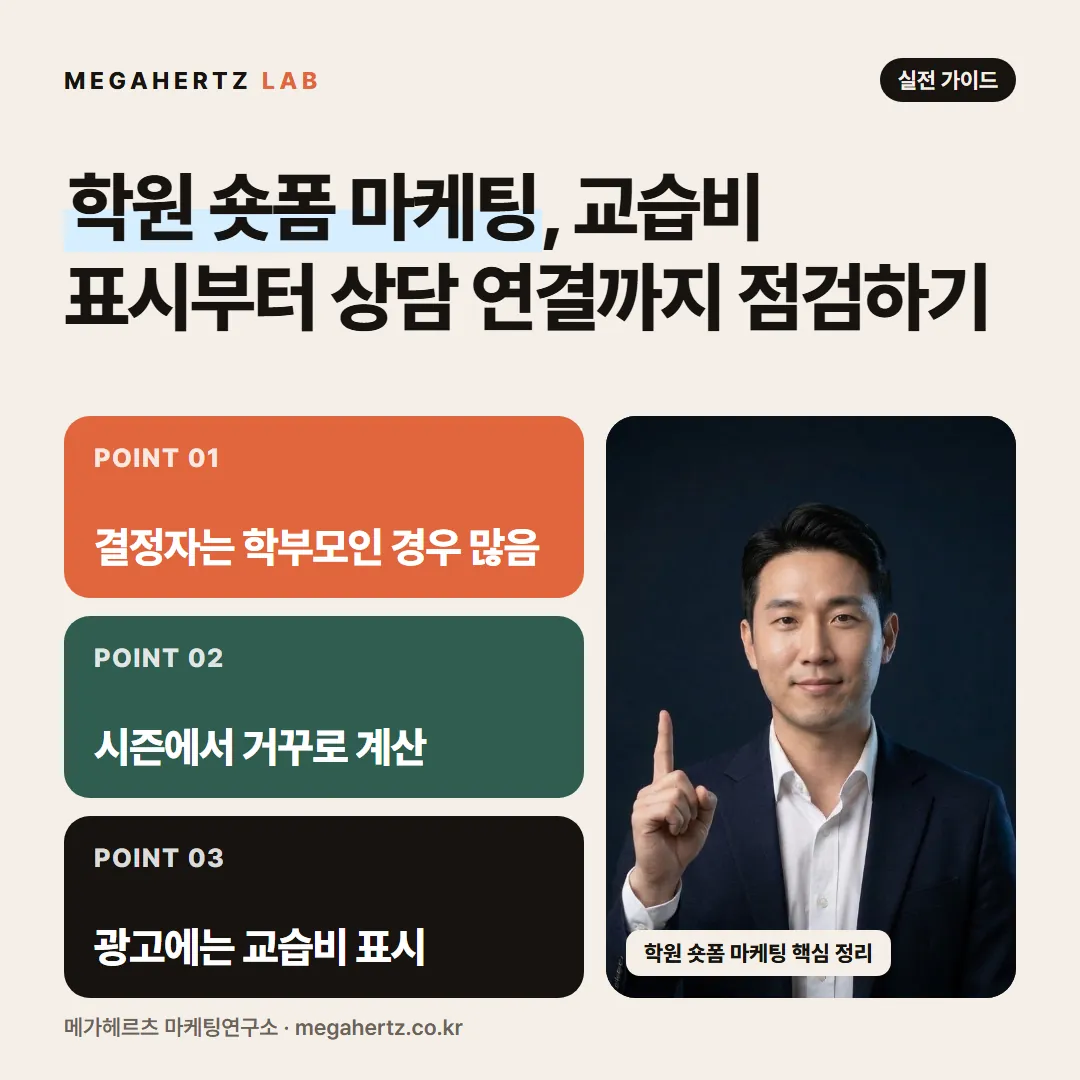 MEGAHERTZ LAB
실전 가이드
학원 숏폼 마케팅, 교습비
표시부터 상담 연결까지 점검하기
POINT 01
결정자는 학부모인 경우 많음
POINT 02
시즌에서 거꾸로 계산
POINT 03
광고에는 교습비 표시
학원 숏폼 마케팅 핵심 정리
메가헤르츠 마케팅연구소 · megahertz.co.kr